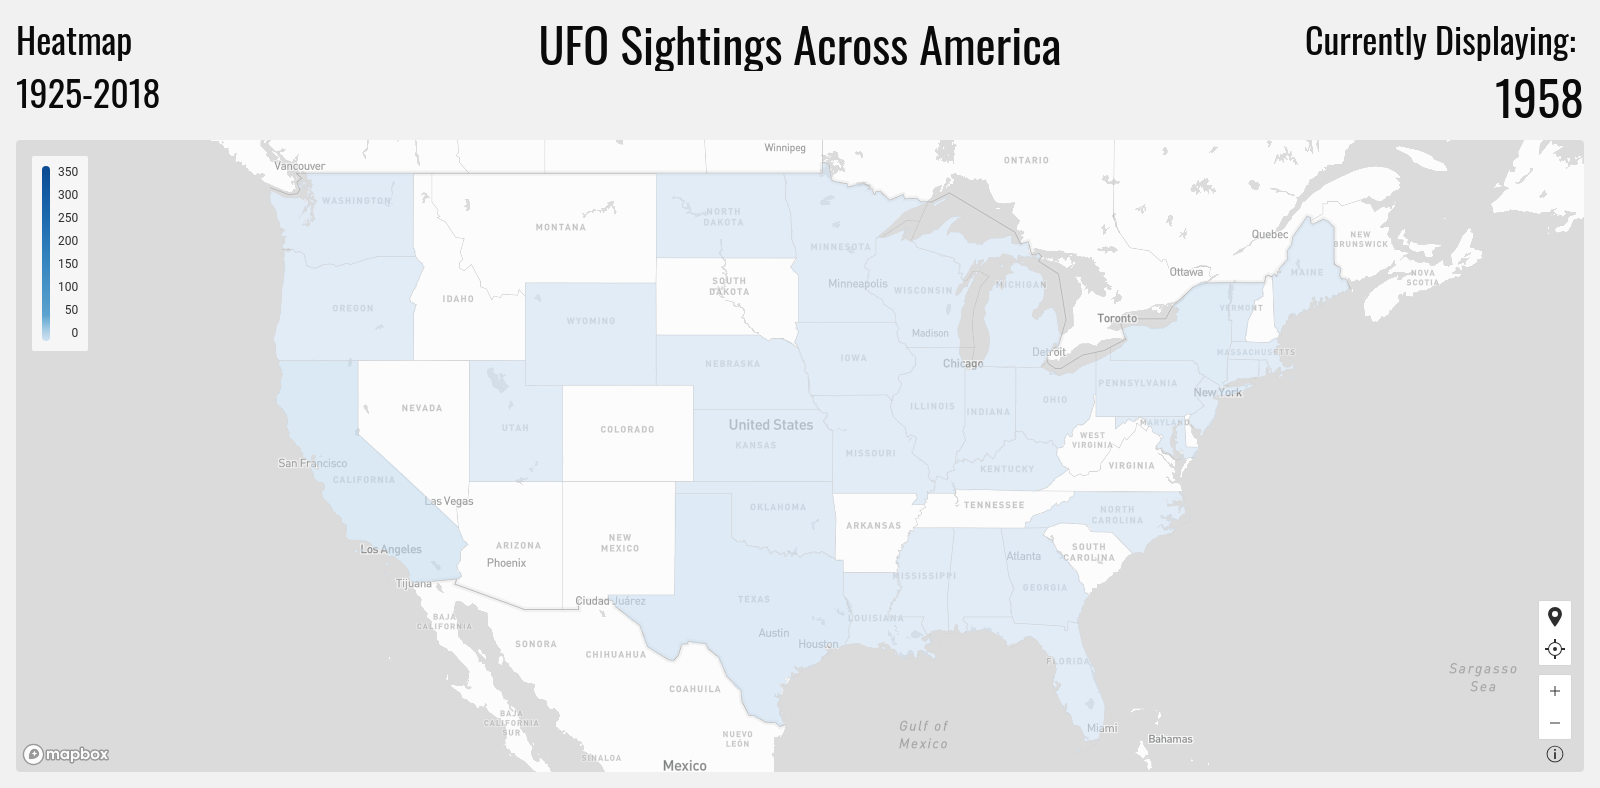 Heatmap
1925-2018
UFO Sightings Across America
Currently Displaying:
1958
350
300
250
200
150
100
50
0
Vancouver
Winnipeg
ONTARIO
WASHINGTON
MONTANA
NORTH
DAKOTA
MINNESOTA
Quebec
NEW
BRUNSWICK
Ottawa
MAINE
NOVA
SCOTIA
OREGON
IDAHO
WYOMING
SOUTH
DAKOTA
Minneapolis
WISCONSIN
MICHIGAN
Toronto
VERMONT
Madison
Detroit
MASSACHUSETTS
NEBRASKA
IOWA
Chicago
PENNSYLVANIA
New York
NEVADA
UTAH
COLORADO
United States
KANSAS
ILLINOIS
INDIANA
OHIO
MARYLAND
WEST
VIRGINIA
VIRGINIA
San Francisco
CALIFORNIA
MISSOURI
KENTUCKY
Las Vegas
OKLAHOMA
ARKANSAS
TENNESSEE
NORTH
CAROLINA
Los Angeles
ARIZONA
Phoenix
NEW
MEXICO
Atlanta
SOUTH
CAROLINA
Tijuana
MISSISSIPPI
GEORGIA
Ciudad Juárez
TEXAS
LOUISIANA
BAJA
CALIFORNIA
SONORA
CHIHUAHUA
Austin
Houston
FLORIDA
COAHUILA
Sargasso
Sea
BAJA
CALIFORNIA
SUR
Gulf of
Mexico
Miami
Bahamas
NUEVO
LEÓN
SINALOA
Mexico
mapbox